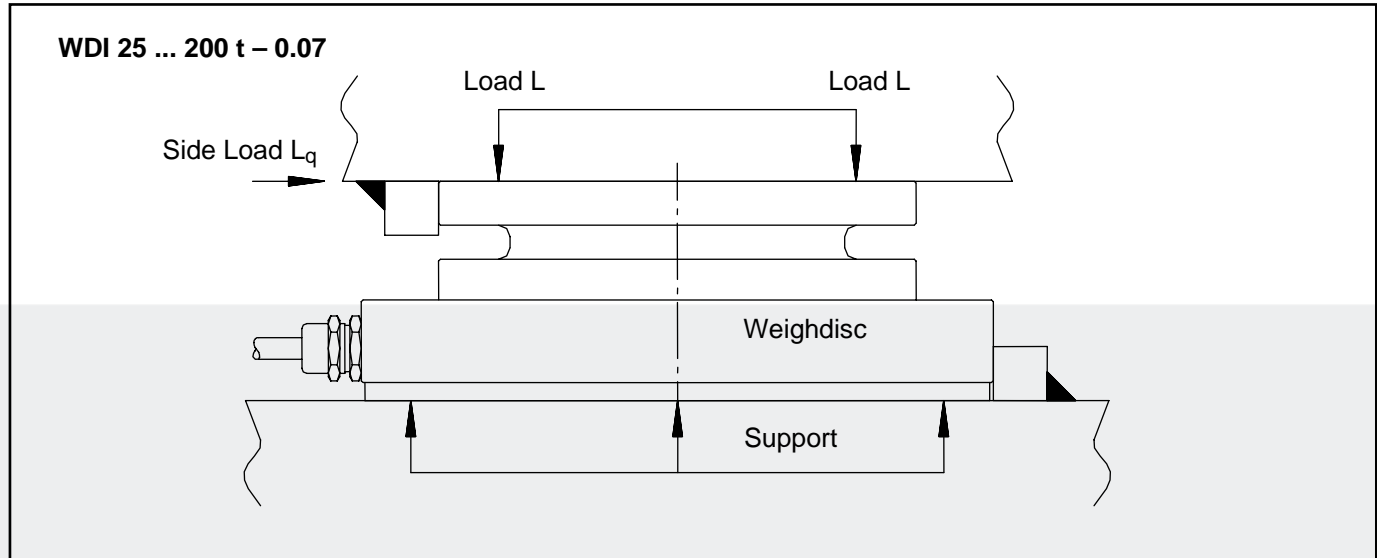 WDI 25 ... 200 t – 0.07
Load L
Load L
Side Load Lq
Weighdisc
Support